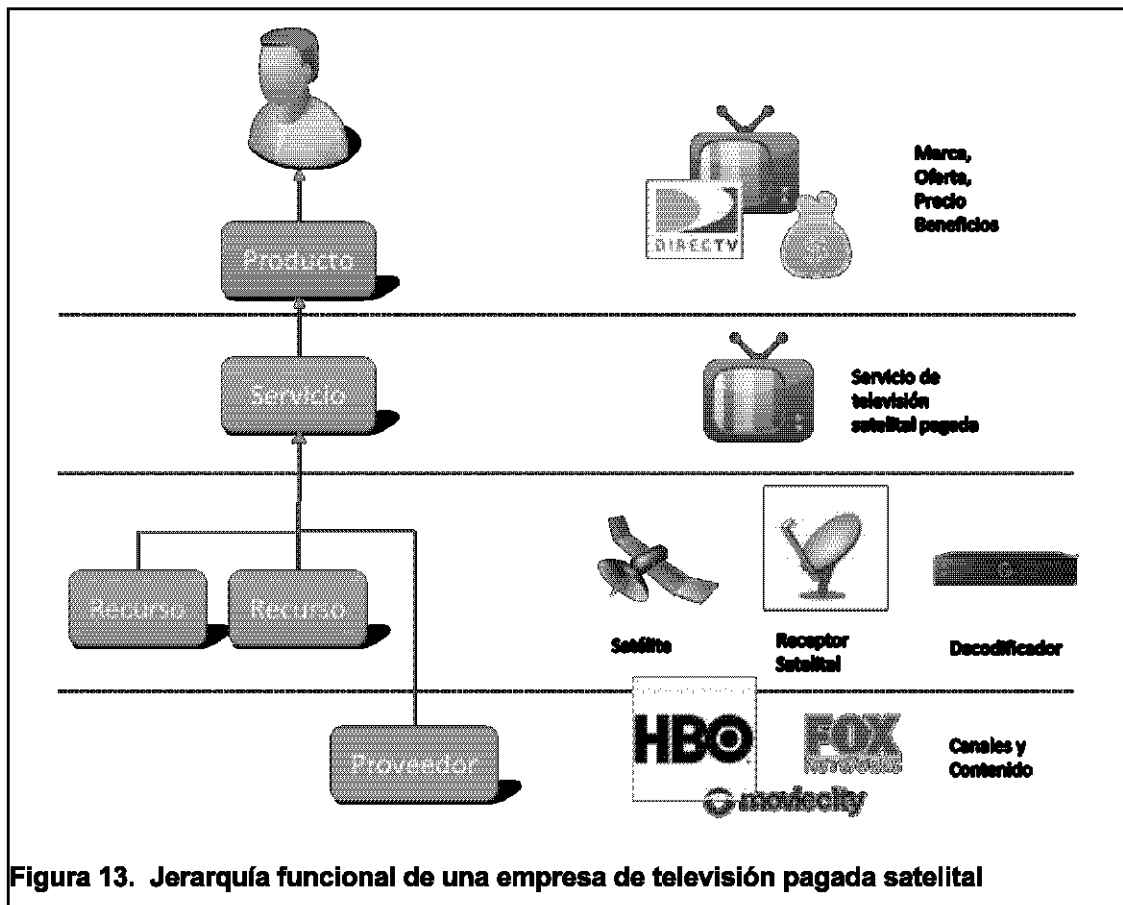 Marca,
Oferta,
Precio
Beneficios
DIRECTV
Producto
Servicio
Servicio de
televisión
satelital pagada
Recurso
Recurso
Satélite
Receptor
Satelital
Decodificador
Proveedor
HBO
FOX
moviecity
Canales y
Contenido
Figura 13. Jerarquía funcional de una empresa de televisión pagada satelital